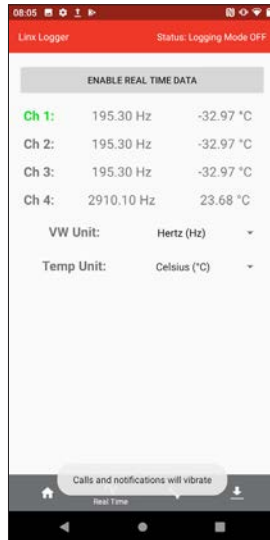 08:05
Linx Logger Status: Logging Mode OFF
ENABLE REAL TIME DATA
Ch 1: 195.30 Hz -32.97 °C
Ch 2: 195.30 Hz -32.97 °C
Ch 3: 195.30 Hz -32.97 °C
Ch 4: 2910.10 Hz 23.68 °C
VW Unit: Hertz (Hz)
Temp Unit: Celsius (°C)
Calls and notifications will vibrate
Real Time